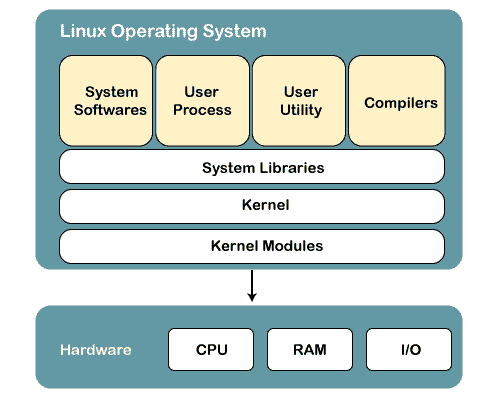 Linux Operating System
System
Softwares
User
Process
User
Utility
Compilers
System Libraries
Kernel
Kernel Modules
Hardware
CPU
RAM
I/O